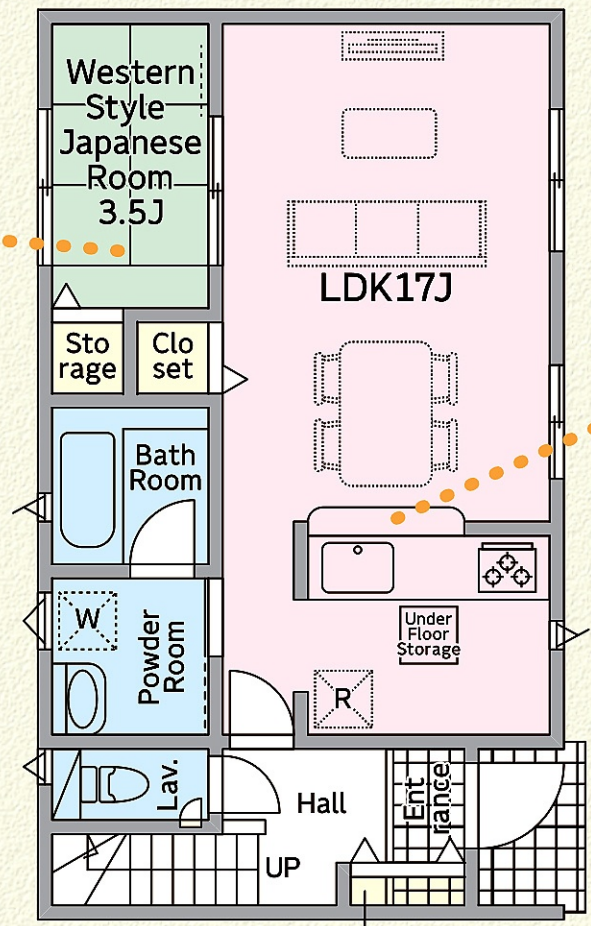 Western
Style
Japanese
Room
3.5J
LDK17J
Sto
rage
Clo
set
Bath
Room
W
Powder
Room
Under
Floor
Storage
R
Lav.
Hall
Ent
rance
UP